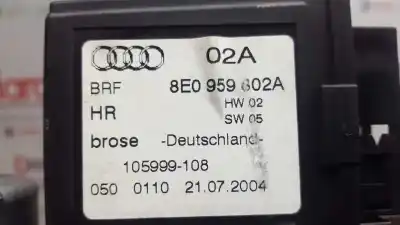 02A
BRF 8E0 959 802A
HR HW 02
SW 05
brose -Deutschland-
105999-108
050 0110 21.07.2004